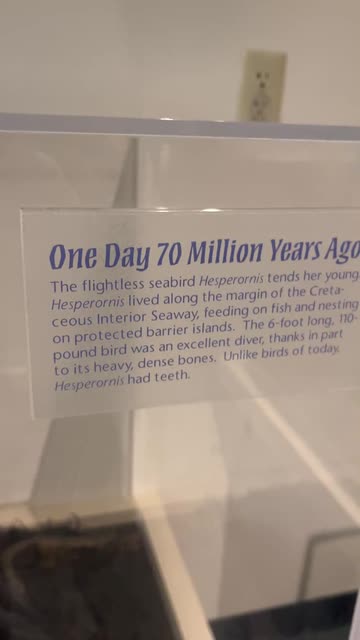 One Day 70 Million Years Ago
The flightless seabird Hesperornis tends her young.
Hesperornis lived along the margin of the Creta-
ceous Interior Seaway, feeding on fish and nesting
on protected barrier islands. The 6-foot long, 110-
pound bird was an excellent diver, thanks in part
to its heavy, dense bones. Unlike birds of today,
Hesperornis had teeth.